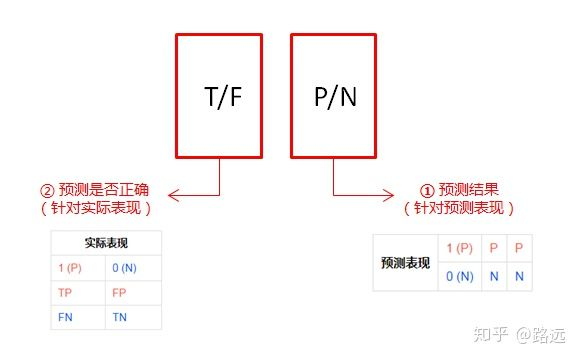 T/F
P/N
② 预测是否正确
（针对实际表现）
① 预测结果
（针对预测表现）
实际表现
1 (P) 0 (N)
TP FP
FN TN
预测表现
1 (P) P P
0 (N) N N
知乎 @路远